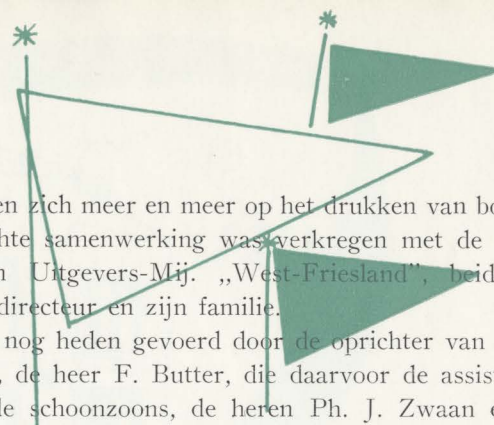 en zich meer en meer op het drukken van bo
hte samenwerking was verkregen met de
n Uitgevers-Mij. „West-Friesland”, beid
directeur en zijn familie.
nog heden gevoerd door de oprichter van
, de heer F. Butter, die daarvoor de assis
de schoonzoons, de heren Ph. J. Zwaan e